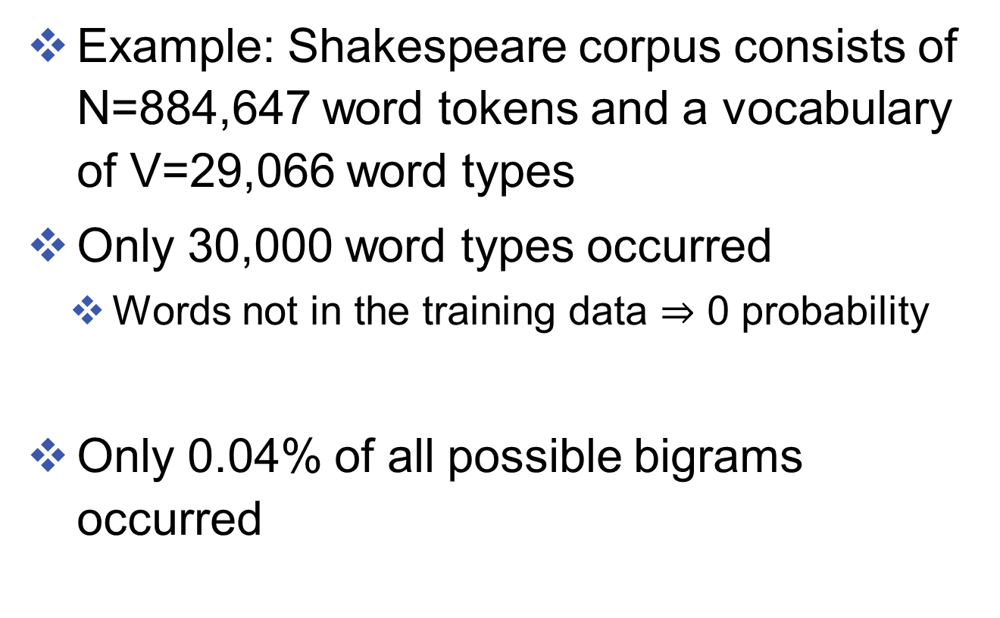 ❖ Example: Shakespeare corpus consists of
N=884,647 word tokens and a vocabulary
of V=29,066 word types
❖ Only 30,000 word types occurred
❖ Words not in the training data ⇒ 0 probability
❖ Only 0.04% of all possible bigrams
occurred